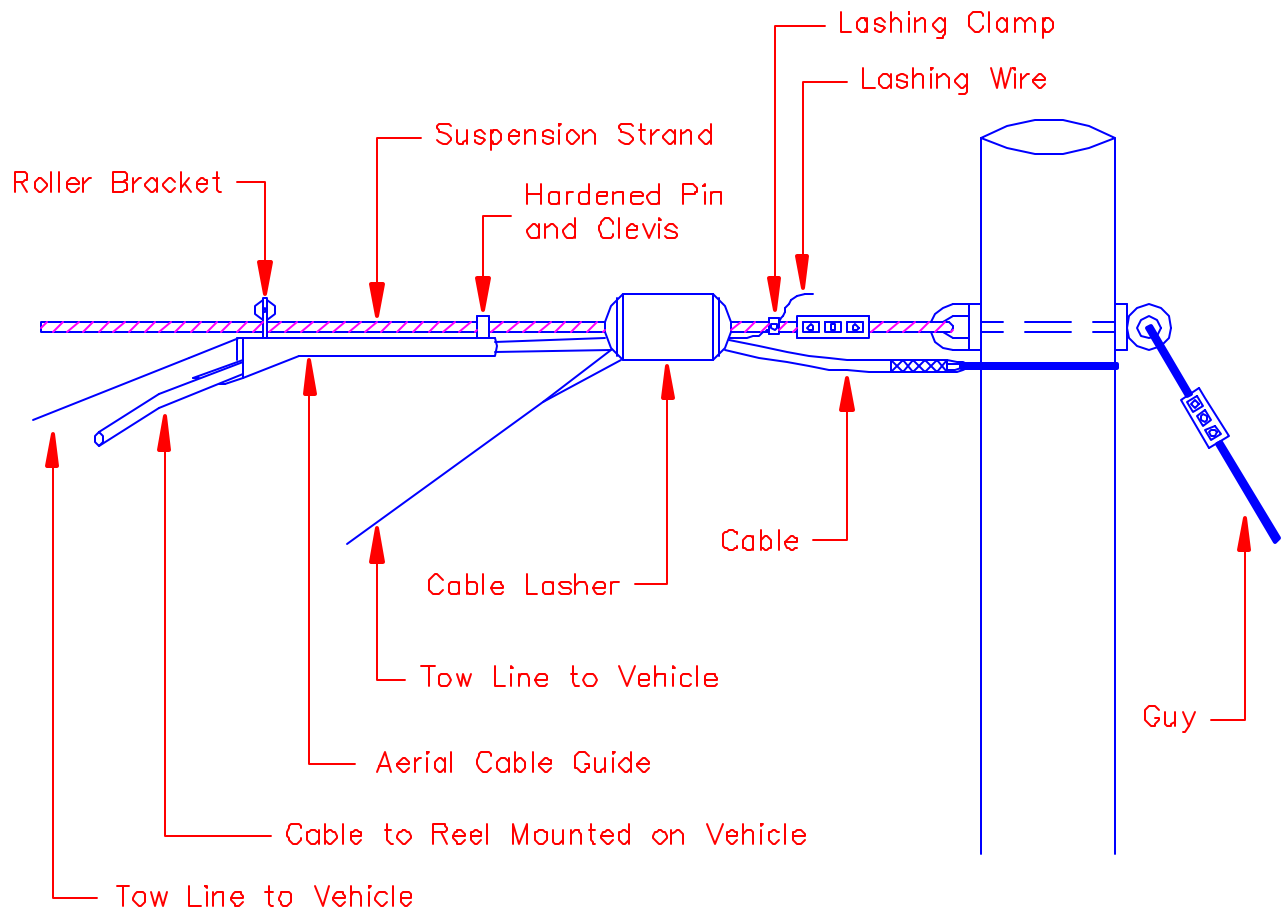 Lashing Clamp
Lashing Wire
Suspension Strand
Roller Bracket
Hardened Pin
and Clevis
Cable
Cable Lasher
Tow Line to Vehicle
Guy
Aerial Cable Guide
Cable to Reel Mounted on Vehicle
Tow Line to Vehicle